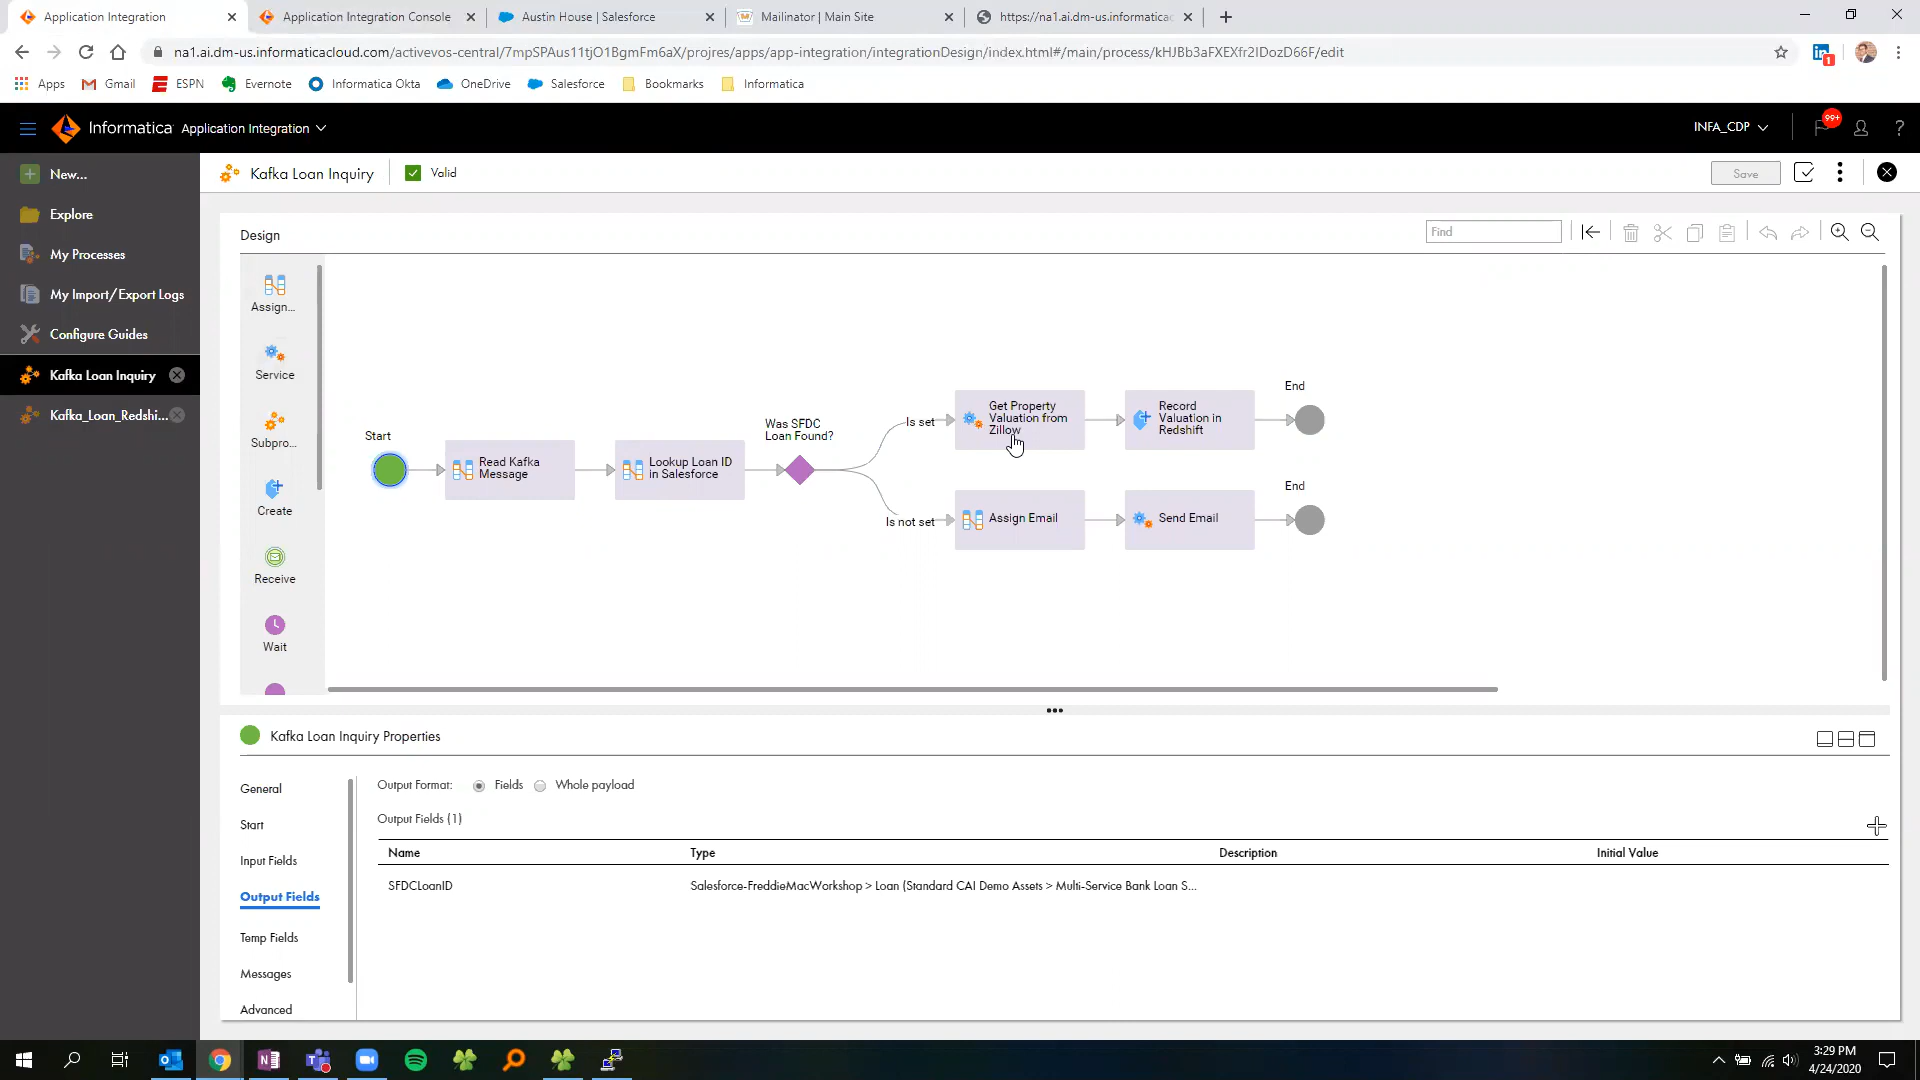 Application Integration
Application Integration Console
Austin House | Salesforce
Mailinator | Main Site
https://na1.ai.dm-us.informatica
na1.ai.dm-us.informaticacloud.com/activevos-central/7mpSPAus11tjO1BgmFm6aX/projres/apps/app-integration/integrationDesign/index.html#/main/process/kHJBb3aFXEXfr2IDozD66F/edit
1
Apps
Gmail
ESPN
Evernote
Informatica Okta
OneDrive
Salesforce
Bookmarks
Informatica
Informatica Application Integration
INFA_CDP
99+
?
New...
Explore
My Processes
My Import/Export Logs
Configure Guides
Kafka Loan Inquiry
Kafka_Loan_Redshi...
Kafka Loan Inquiry
Valid
Save
Design
Find
Assign...
Service
Subpro...
Create
Receive
Wait
Start
Read Kafka
Message
Lookup Loan ID
in Salesforce
Was SFDC
Loan Found?
Is set
Get Property
Valuation from
Zillow
Record
Valuation in
Redshift
End
Is not set
Assign Email
Send Email
End
Kafka Loan Inquiry Properties
General
Start
Input Fields
Output Fields
Temp Fields
Messages
Advanced
Output Format:
Fields
Whole payload
Output Fields (1)
Name
Type
Description
Initial Value
SFDCLoanID
Salesforce-FreddieMacWorkshop > Loan (Standard CAI Demo Assets > Multi-Service Bank Loan S...
3:29 PM
4/24/2020